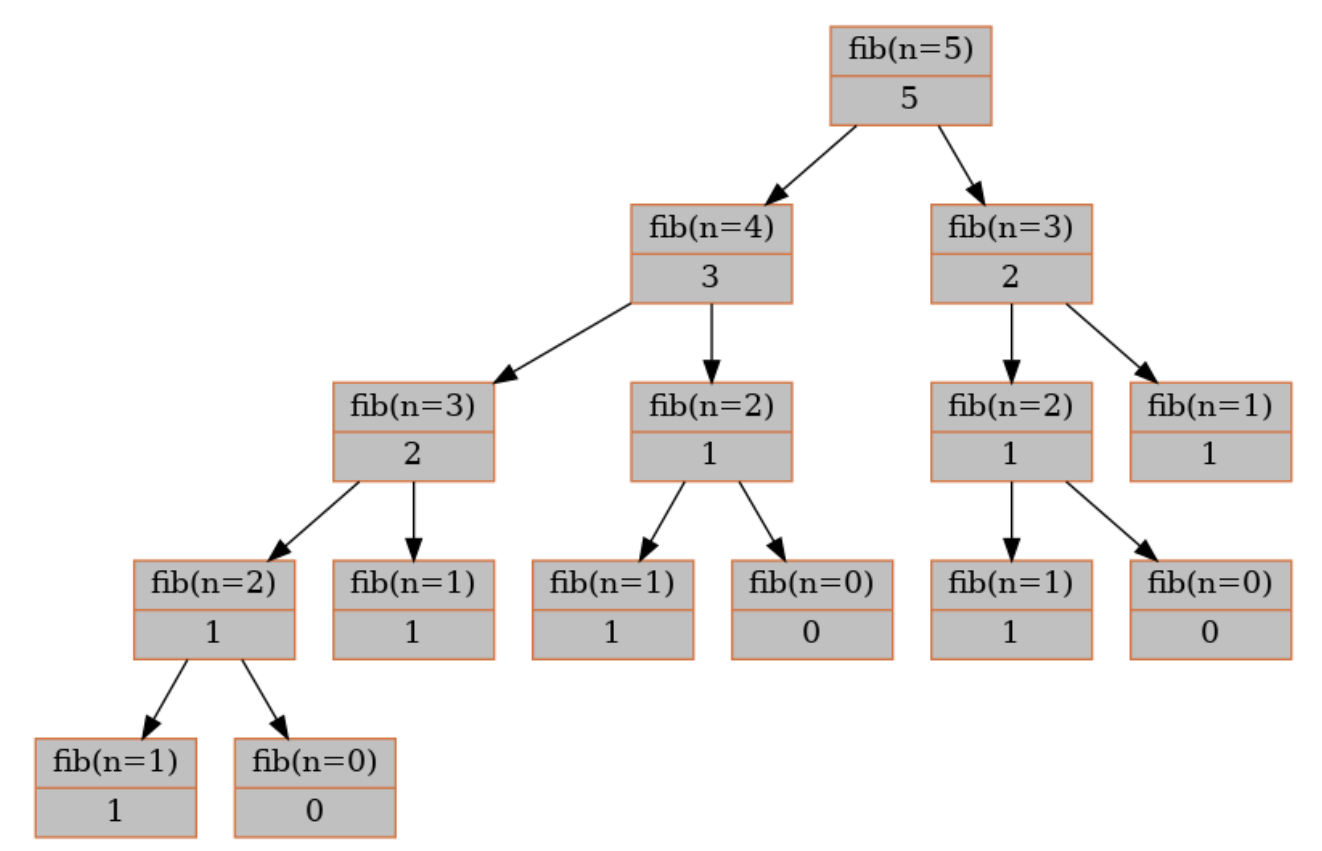 fib(n=5)
5
fib(n=4)
3
fib(n=3)
2
fib(n=3)
2
fib(n=2)
1
fib(n=2)
1
fib(n=1)
1
fib(n=2)
1
fib(n=1)
1
fib(n=1)
1
fib(n=0)
0
fib(n=1)
1
fib(n=0)
0
fib(n=1)
1
fib(n=0)
0